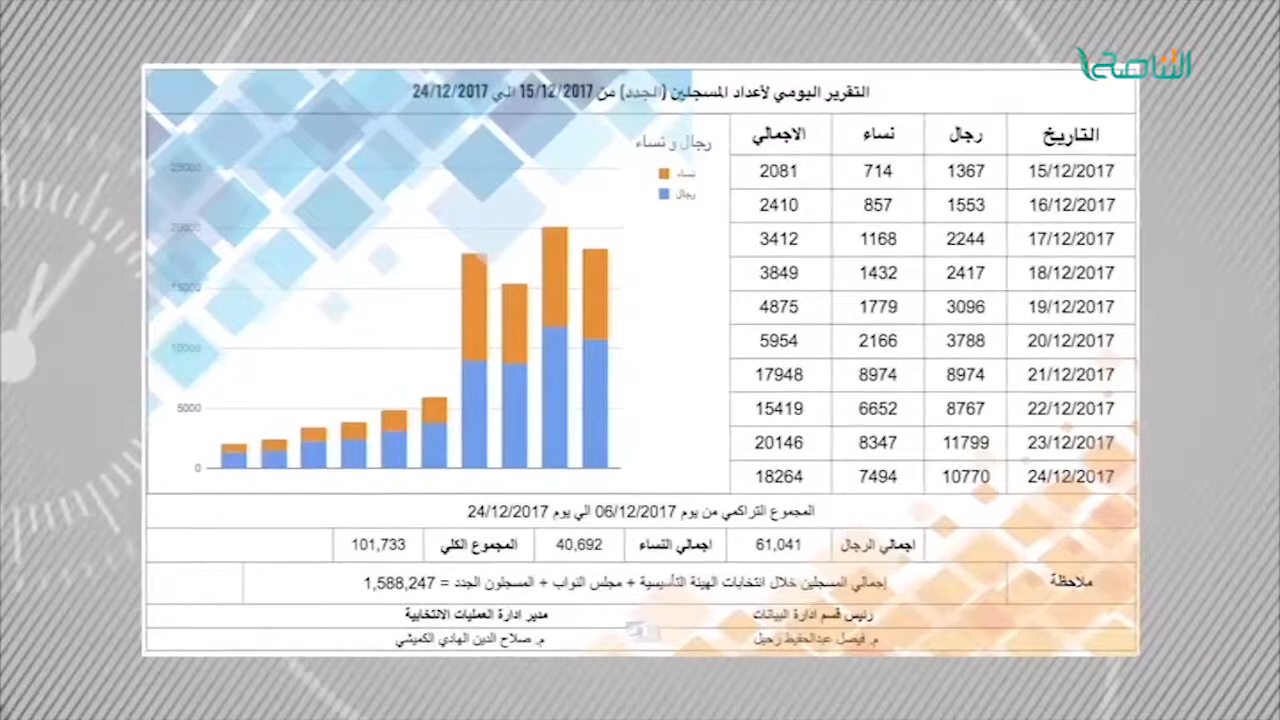 التناصح
التقرير اليومي لأعداد المسجلين (الجدد) من 15/12/2017 الى 24/12/2017
التاريخ رجال نساء الاجمالي
15/12/2017 1367 714 2081
16/12/2017 1553 857 2410
17/12/2017 2244 1168 3412
18/12/2017 2417 1432 3849
19/12/2017 3096 1779 4875
20/12/2017 3788 2166 5954
21/12/2017 8974 8974 17948
22/12/2017 8767 6652 15419
23/12/2017 11799 8347 20146
24/12/2017 10770 7494 18264
رجال و نساء
نساء
رجال
25000
20000
15000
10000
5000
0
المجموع التراكمي من يوم 06/12/2017 الي يوم 24/12/2017
اجمالي الرجال 61,041 اجمالي النساء 40,692 المجموع الكلي 101,733
ملاحظة إجمالي المسجلين خلال انتخابات الهيئة التأسيسية + مجلس النواب + المسجلون الجدد = 1,588,247
رئيس قسم ادارة البيانات مدير ادارة العمليات الانتخابية
م. فيصل عبدالحفيظ رحيل م. صلاح الدين الهادي الكميشي